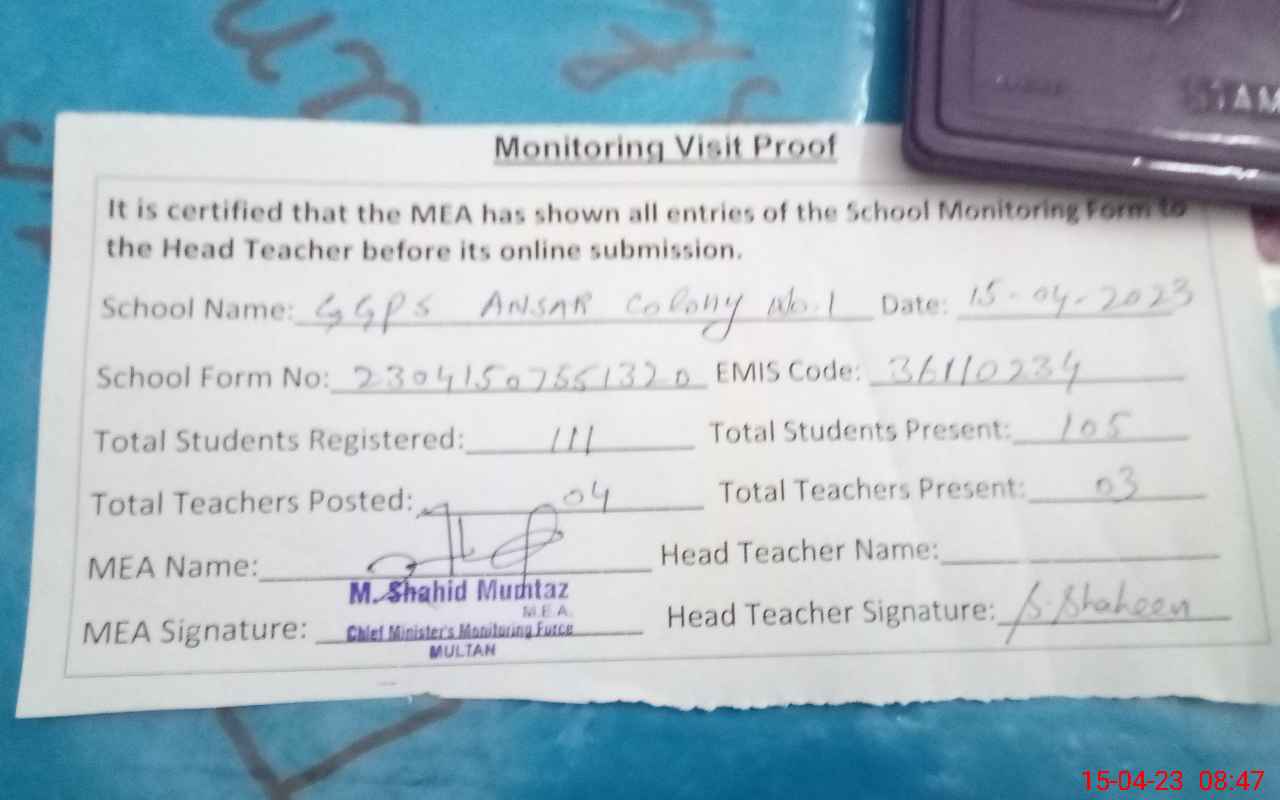 STAM
Monitoring Visit Proof
It is certified that the MEA has shown all entries of the School Monitoring Form to
the Head Teacher before its online submission.
School Name: GGPS ANSAR Colony No.1 Date: 15-04-2023
School Form No: 23041507551320 EMIS Code: 36110234
Total Students Registered: 111 Total Students Present: 105
Total Teachers Posted: 04 Total Teachers Present: 03
MEA Name: Head Teacher Name:
M. Shahid Mumtaz
M.E.A.
MEA Signature: Head Teacher Signature: S. Shaheen
Chief Minister's Monitoring Force
MULTAN
15-04-23 08:47